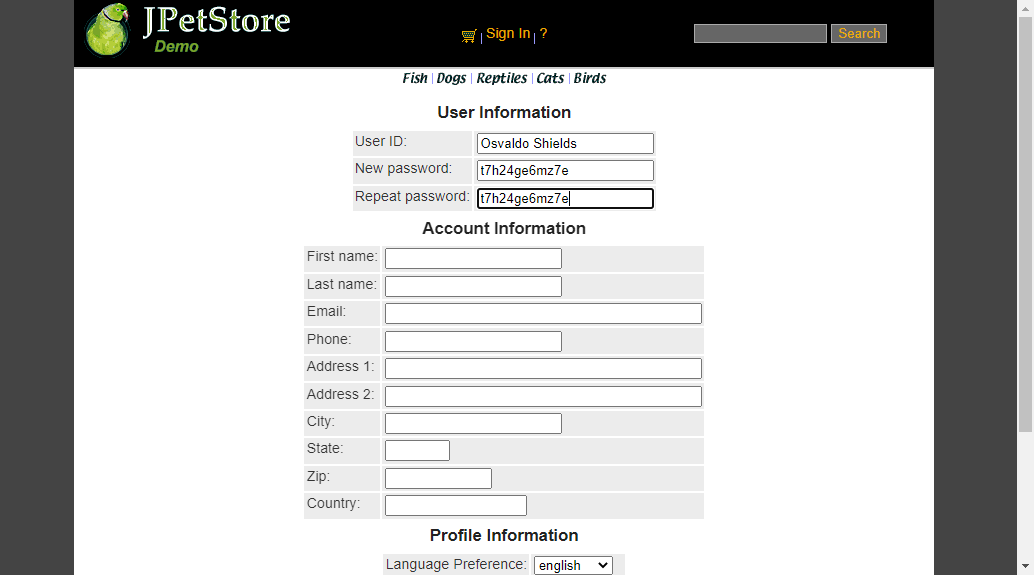 JPetStore
Demo
| Sign In | ?
Search
Fish | Dogs | Reptiles | Cats | Birds
User Information
User ID: Osvaldo Shields
New password: t7h24ge6mz7e
Repeat password: t7h24ge6mz7e
Account Information
First name:
Last name:
Email:
Phone:
Address 1:
Address 2:
City:
State:
Zip:
Country:
Profile Information
Language Preference: english